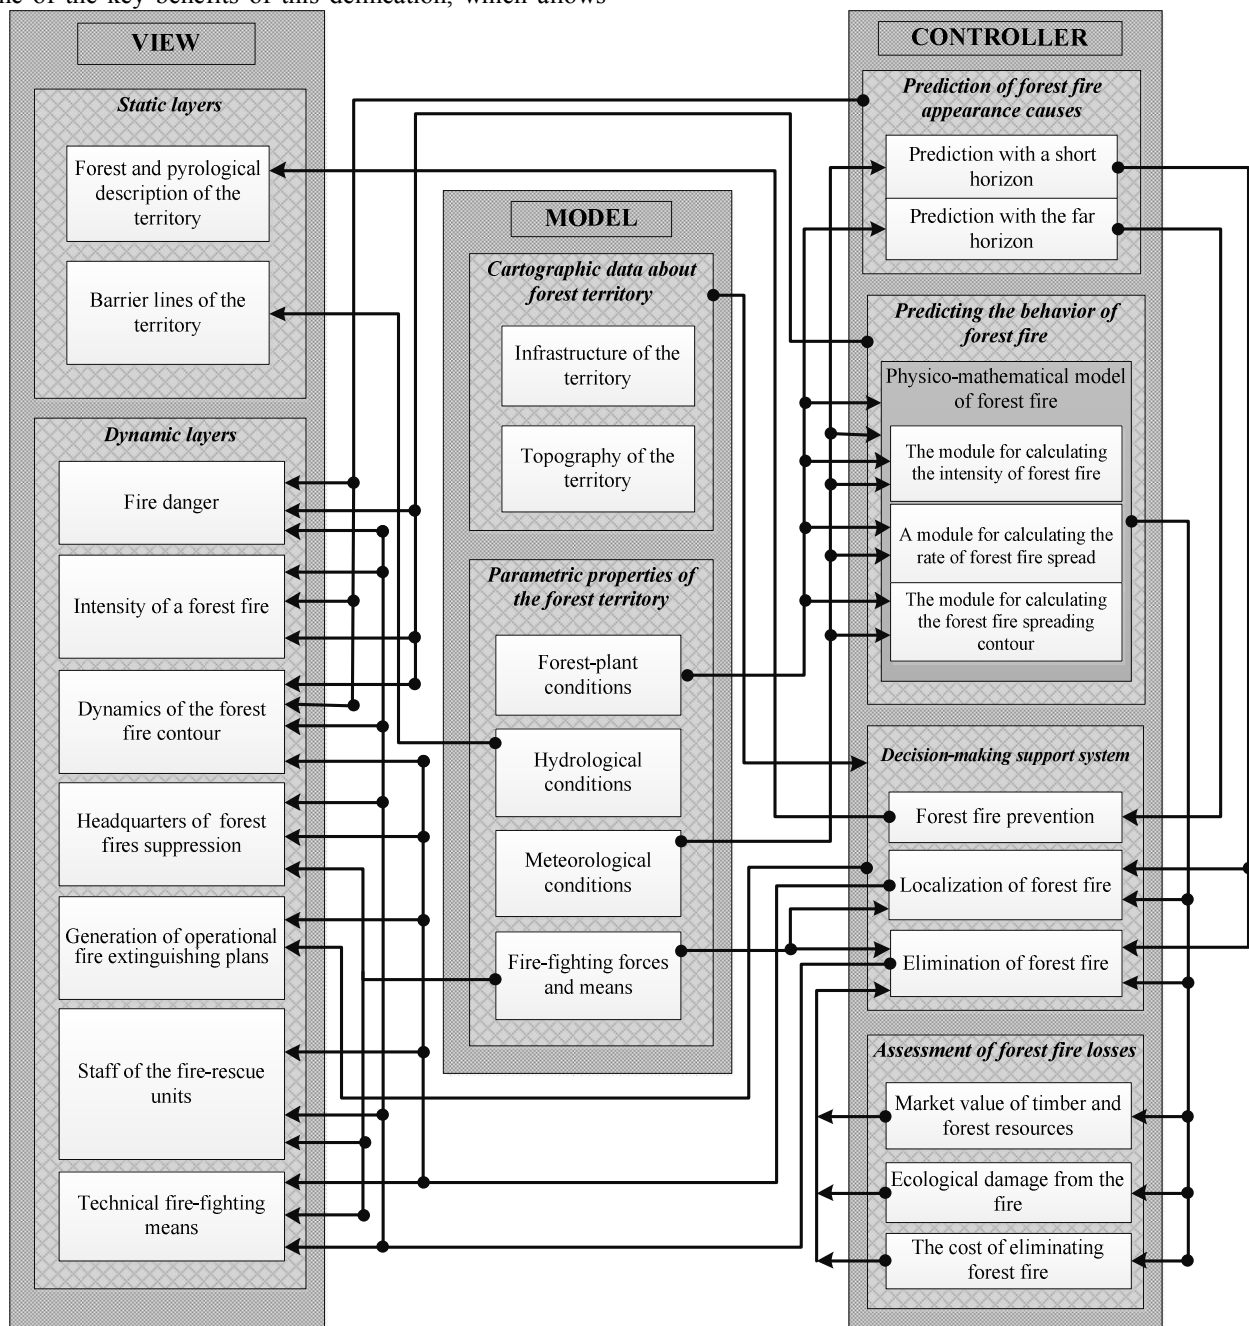 ne of the key benefits of this delineation, which allows
VIEW
Static layers
Forest and pyrological
description of the
territory
Barrier lines of the
territory
Dynamic layers
Fire danger
Intensity of a forest fire
Dynamics of the forest
fire contour
Headquarters of forest
fires suppression
Generation of operational
fire extinguishing plans
Staff of the fire-rescue
units
Technical fire-fighting
means
MODEL
Cartographic data about
forest territory
Infrastructure of the
territory
Topography of the
territory
Parametric properties of
the forest territory
Forest-plant
conditions
Hydrological
conditions
Meteorological
conditions
Fire-fighting forces
and means
CONTROLLER
Prediction of forest fire
appearance causes
Prediction with a short
horizon
Prediction with the far
horizon
Predicting the behavior of
forest fire
Physico-mathematical model
of forest fire
The module for calculating
the intensity of forest fire
A module for calculating the
rate of forest fire spread
The module for calculating
the forest fire spreading
contour
Decision-making support system
Forest fire prevention
Localization of forest fire
Elimination of forest fire
Assessment of forest fire losses
Market value of timber and
forest resources
Ecological damage from the
fire
The cost of eliminating
forest fire